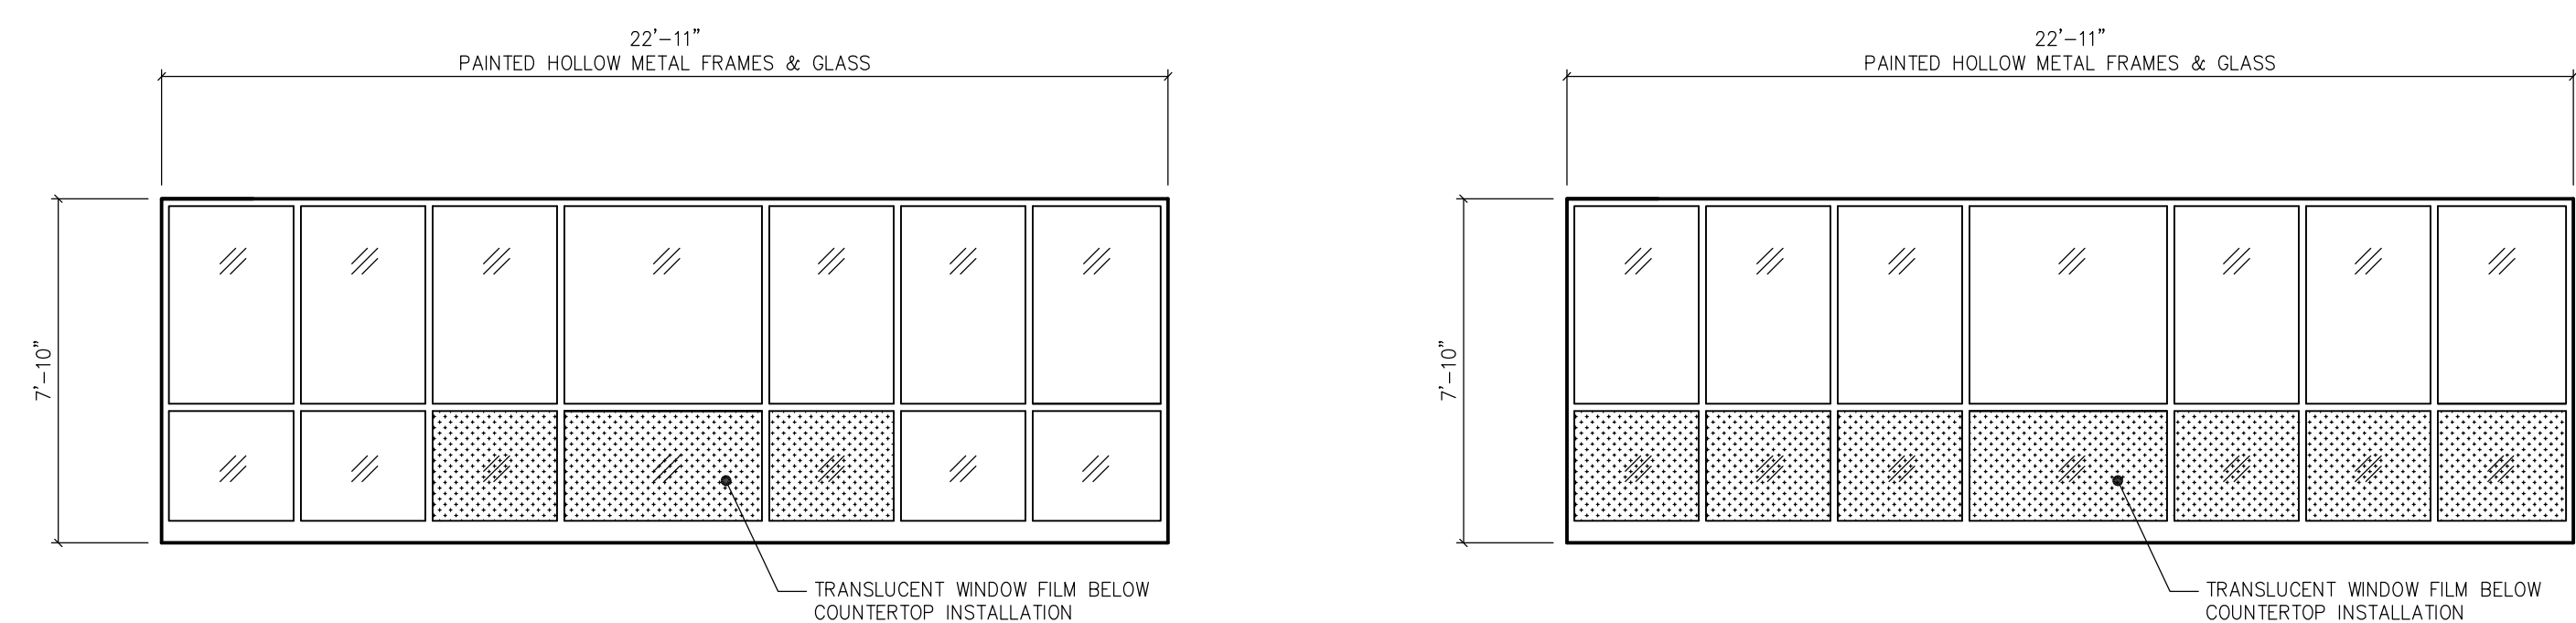 22'-11"
PAINTED HOLLOW METAL FRAMES & GLASS
7'-10"
TRANSLUCENT WINDOW FILM BELOW
COUNTERTOP INSTALLATION
22'-11"
PAINTED HOLLOW METAL FRAMES & GLASS
7'-10"
TRANSLUCENT WINDOW FILM BELOW
COUNTERTOP INSTALLATION